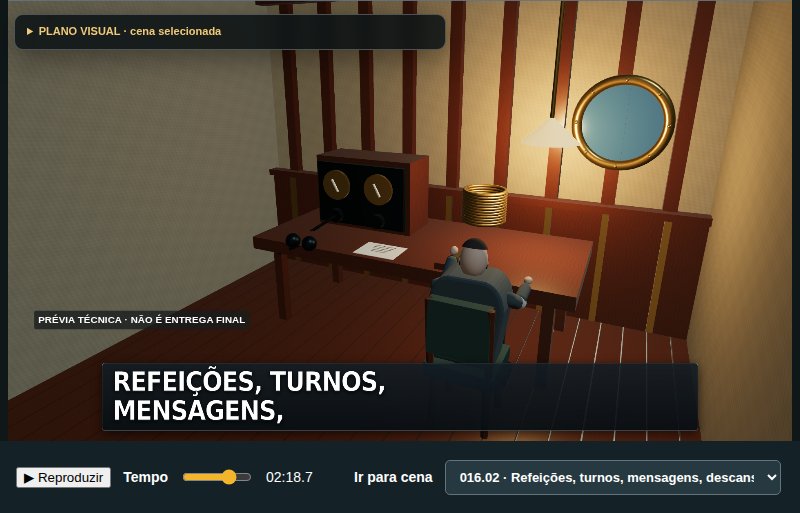 ▶ PLANO VISUAL · cena selecionada
PRÉVIA TÉCNICA · NÃO É ENTREGA FINAL
REFEIÇÕES, TURNOS,
MENSAGENS,
▶ Reproduzir Tempo 02:18.7 Ir para cena 016.02 · Refeições, turnos, mensagens, descans